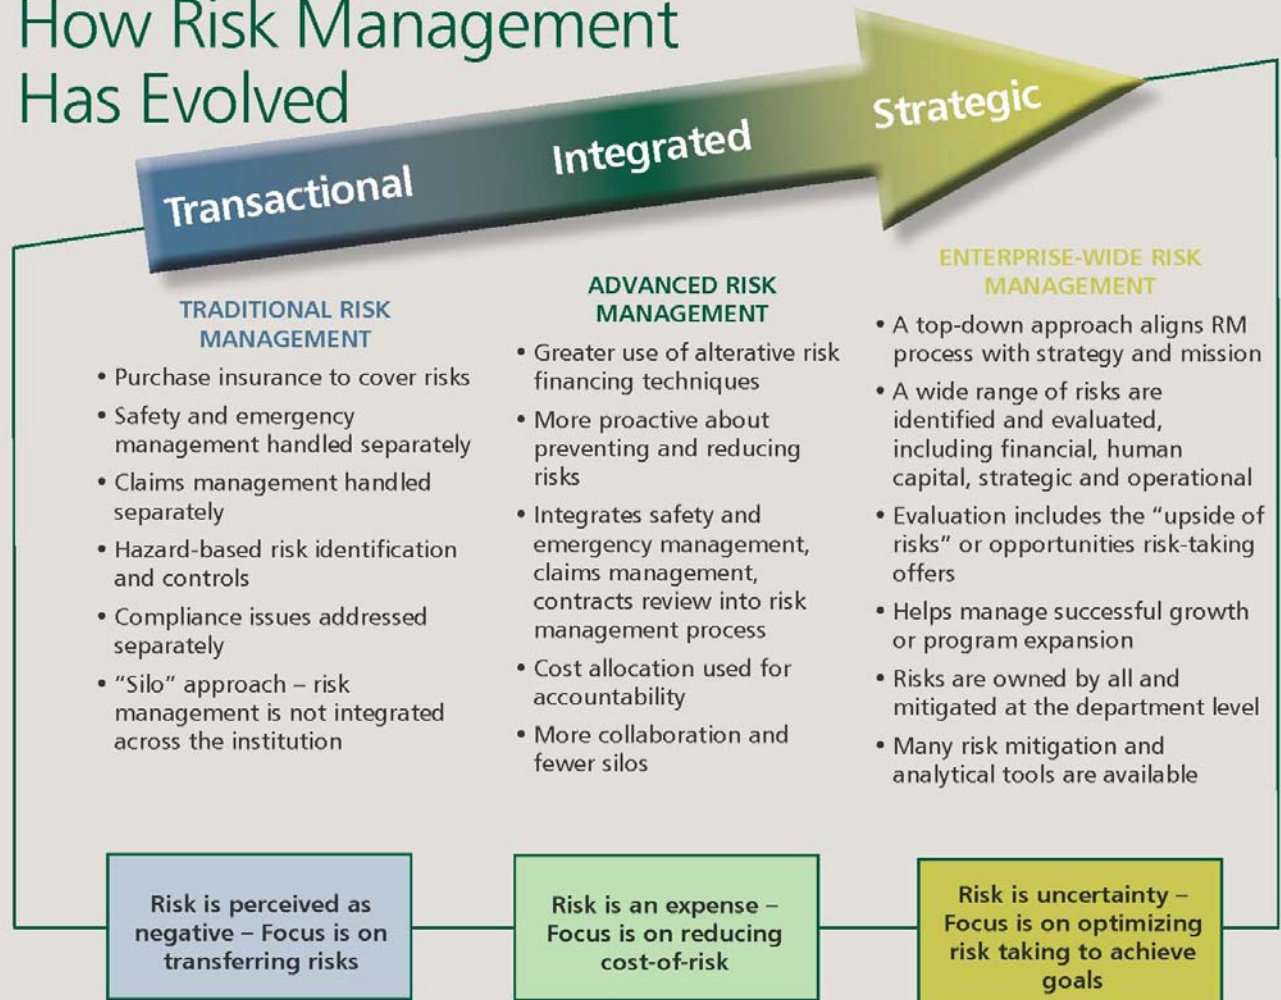 How Risk Management
Has Evolved
Transactional
Integrated
Strategic
TRADITIONAL RISK
MANAGEMENT
• Purchase insurance to cover risks
• Safety and emergency
management handled separately
• Claims management handled
separately
• Hazard-based risk identification
and controls
• Compliance issues addressed
separately
• “Silo” approach – risk
management is not integrated
across the institution
Risk is perceived as
negative – Focus is on
transferring risks
ADVANCED RISK
MANAGEMENT
• Greater use of alterative risk
financing techniques
• More proactive about
preventing and reducing
risks
• Integrates safety and
emergency management,
claims management,
contracts review into risk
management process
• Cost allocation used for
accountability
• More collaboration and
fewer silos
Risk is an expense –
Focus is on reducing
cost-of-risk
ENTERPRISE-WIDE RISK
MANAGEMENT
• A top-down approach aligns RM
process with strategy and mission
• A wide range of risks are
identified and evaluated,
including financial, human
capital, strategic and operational
• Evaluation includes the “upside of
risks” or opportunities risk-taking
offers
• Helps manage successful growth
or program expansion
• Risks are owned by all and
mitigated at the department level
• Many risk mitigation and
analytical tools are available
Risk is uncertainty –
Focus is on optimizing
risk taking to achieve
goals